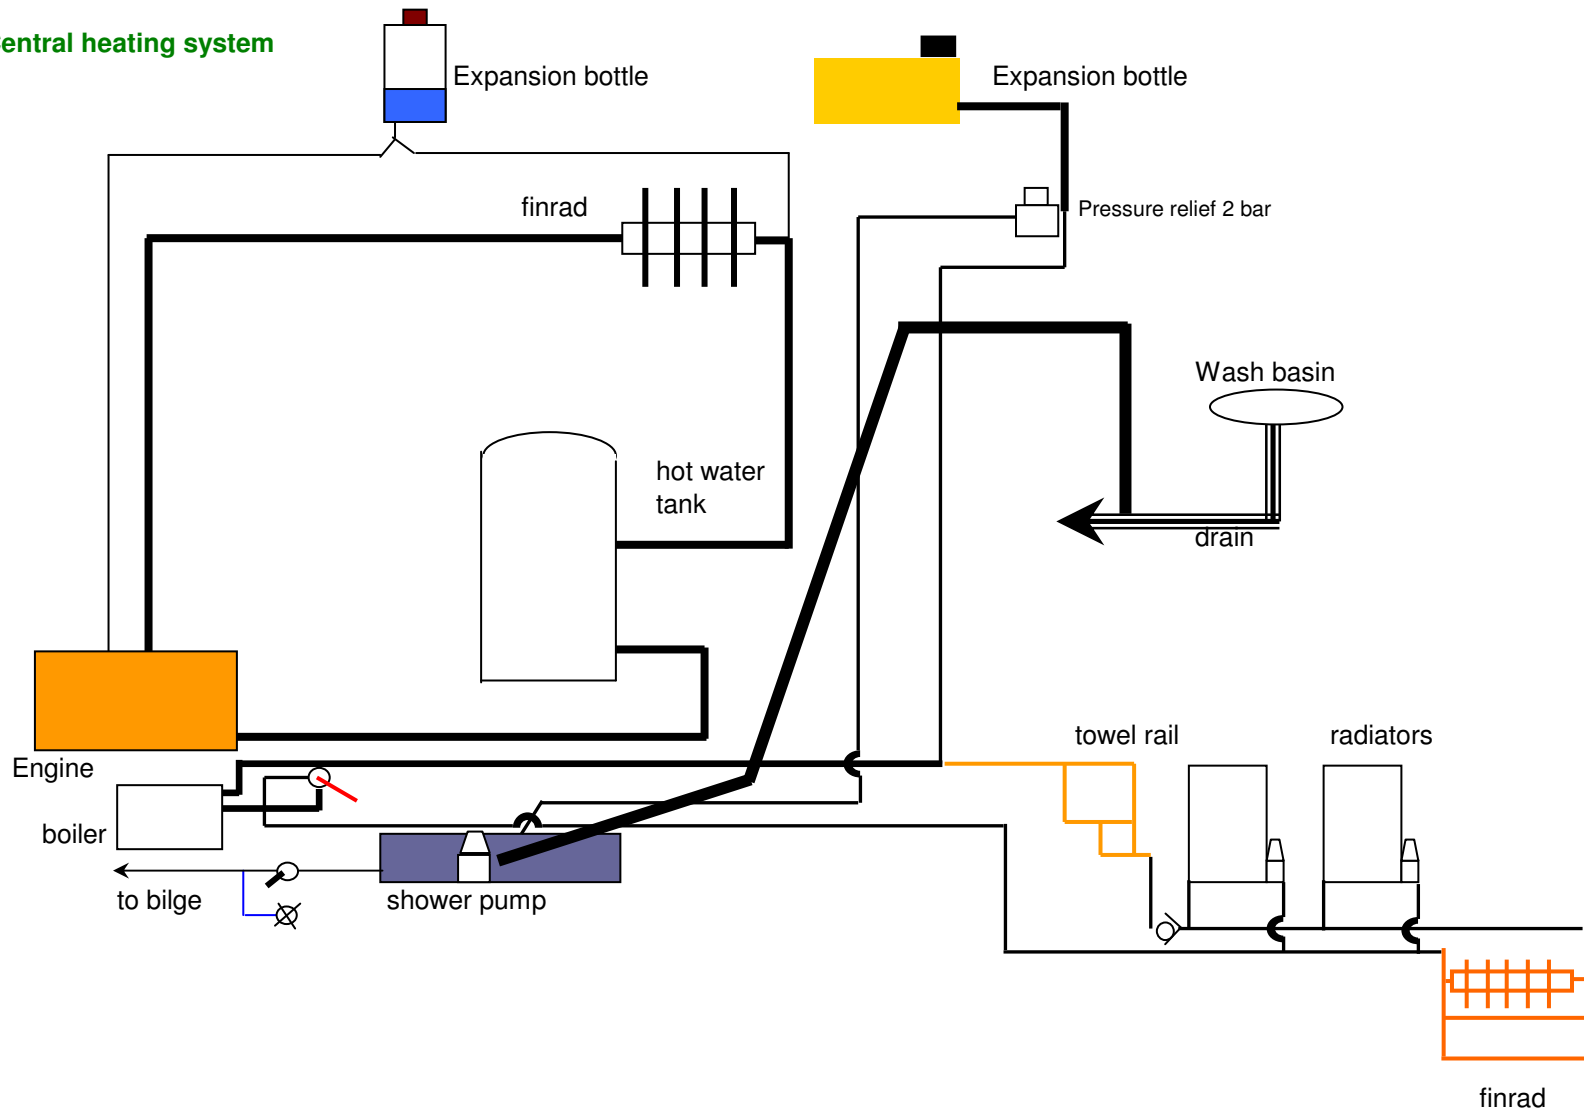 entral heating system
Expansion bottle
Expansion bottle
finrad
Pressure relief 2 bar
Wash basin
hot water
tank
drain
towel rail
radiators
Engine
boiler
to bilge
shower pump
finrad